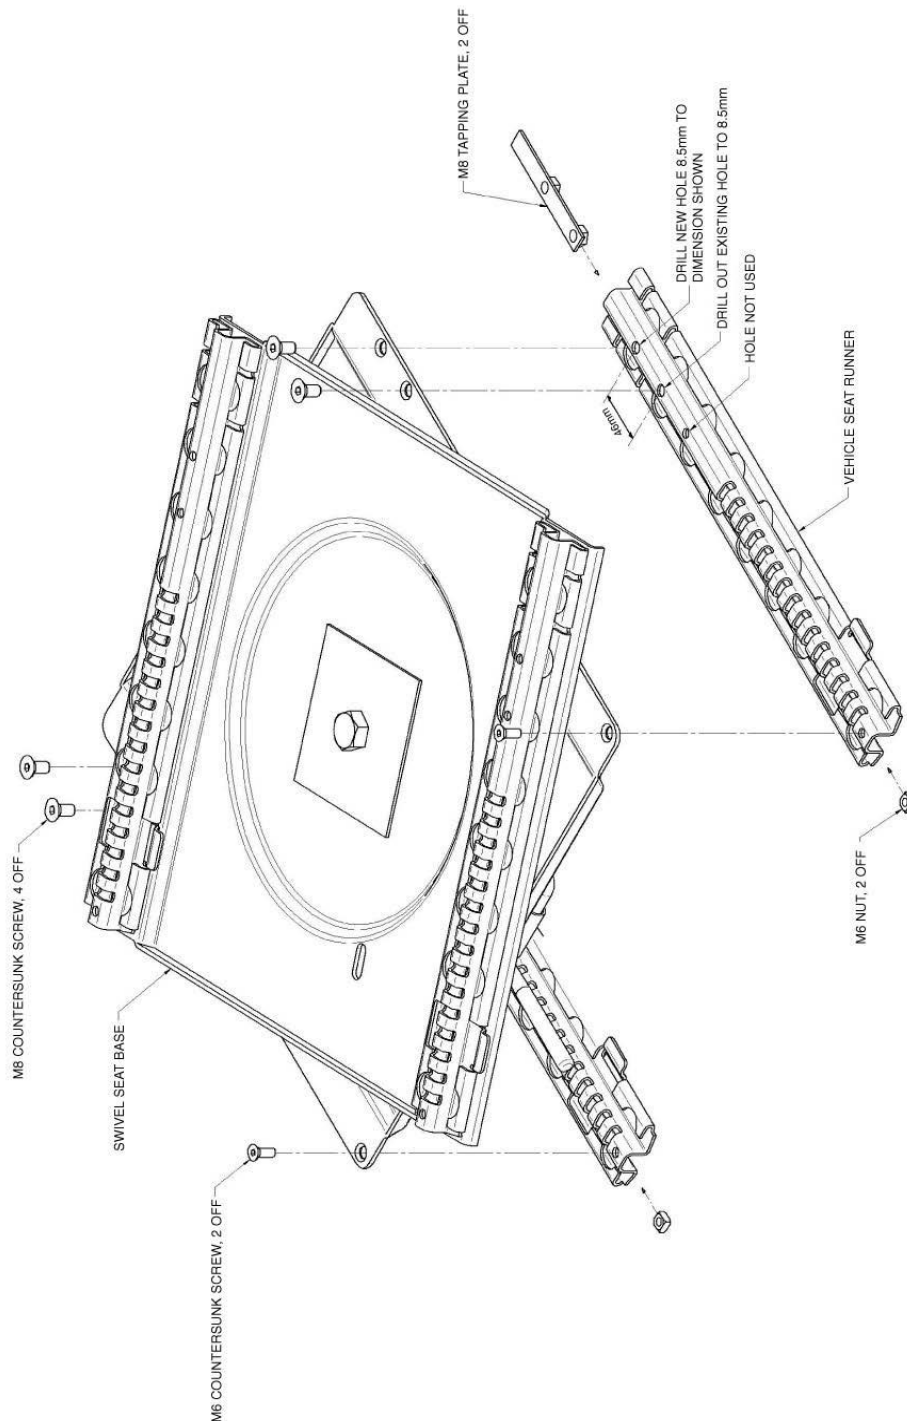 M8 TAPPING PLATE, 2 OFF
DRILL NEW HOLE 8.5mm TO
DIMENSION SHOWN
DRILL OUT EXISTING HOLE TO 8.5mm
HOLE NOT USED
46mm
VEHICLE SEAT RUNNER
M8 COUNTERSUNK SCREW, 4 OFF
SWIVEL SEAT BASE
M6 NUT, 2 OFF
M6 COUNTERSUNK SCREW, 2 OFF